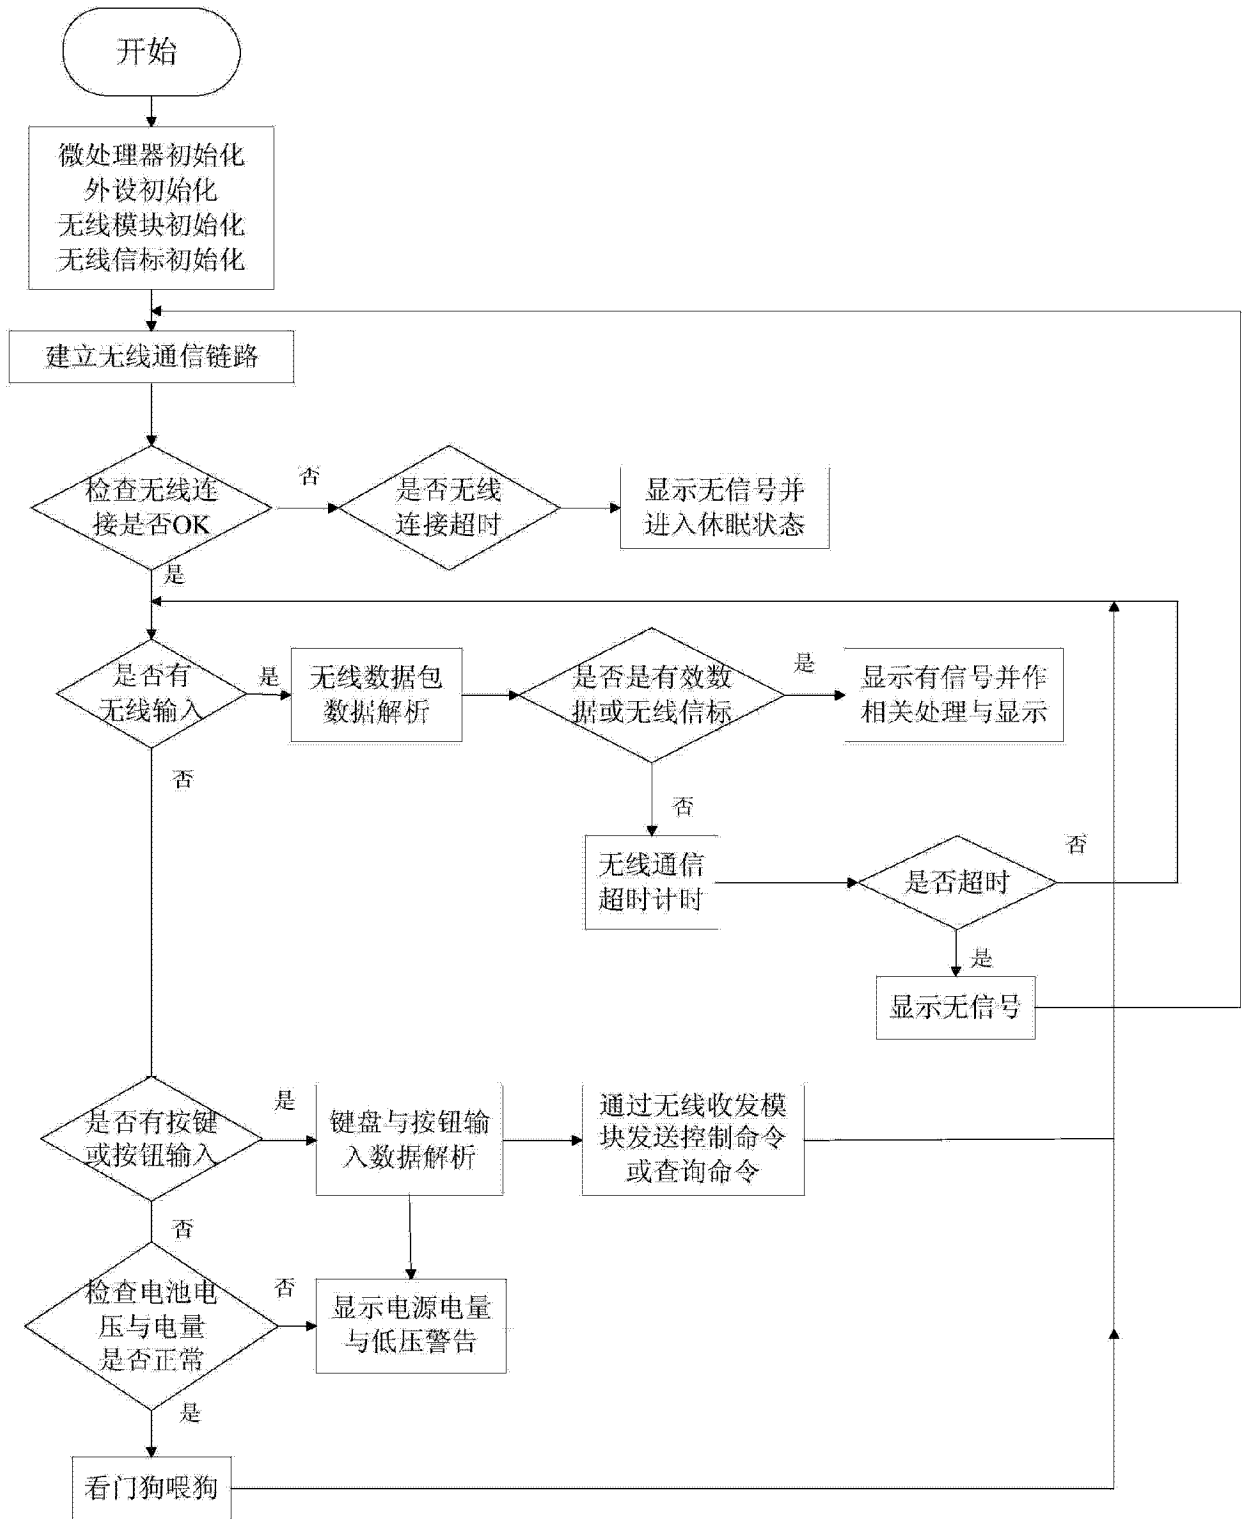 开始
微处理器初始化
外设初始化
无线模块初始化
无线信标初始化
建立无线通信链路
检查无线连
接是否OK
否
是否无线
连接超时
显示无信号并
进入休眠状态
是
是否有
无线输入
是
无线数据包
数据解析
是否是有效数
据或无线信标
是
显示有信号并作
相关处理与显示
否
否
无线通信
超时计时
是否超时
否
是
显示无信号
是否有按键
或按钮输入
是
键盘与按钮输
入数据解析
通过无线收发模
块发送控制命令
或查询命令
否
检查电池电
压与电量
是否正常
否
显示电源电量
与低压警告
是
看门狗喂狗